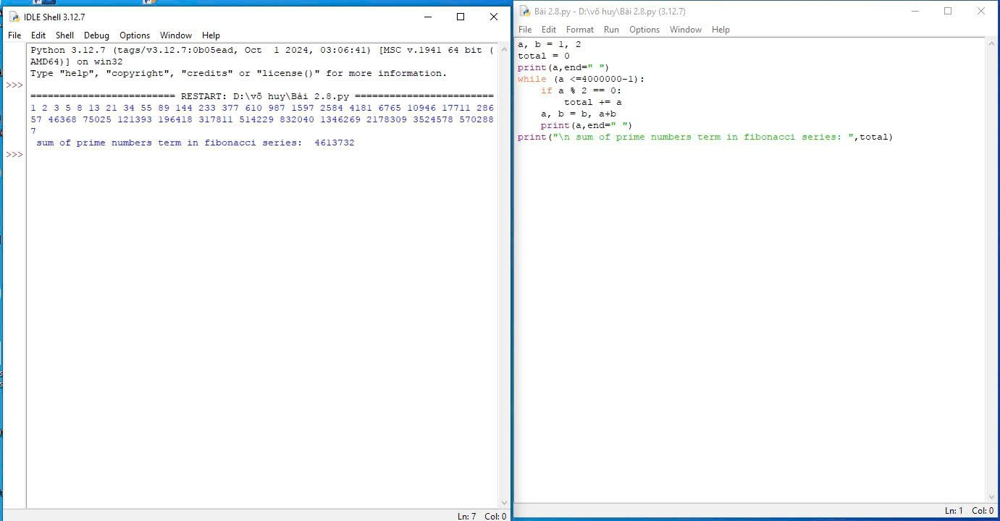 IDLE Shell 3.12.7
File Edit Shell Debug Options Window Help
Python 3.12.7 (tags/v3.12.7:0b05ead, Oct  1 2024, 03:06:41) [MSC v.1941 64 bit (
AMD64)] on win32
Type "help", "copyright", "credits" or "license()" for more information.
>>>
======================== RESTART: D:\võ huy\Bài 2.8.py ========================
1 2 3 5 8 13 21 34 55 89 144 233 377 610 987 1597 2584 4181 6765 10946 17711 286
57 46368 75025 121393 196418 317811 514229 832040 1346269 2178309 3524578 570288
7
 sum of prime numbers term in fibonacci series:  4613732
>>>
Ln: 7 Col: 0
Bài 2.8.py - D:\võ huy\Bài 2.8.py (3.12.7)
File Edit Format Run Options Window Help
a, b = 1, 2
total = 0
print(a,end=" ")
while (a <=4000000-1):
    if a % 2 == 0:
        total += a
    a, b = b, a+b
    print(a,end=" ")
print("\n sum of prime numbers term in fibonacci series: ",total)
Ln: 1 Col: 0